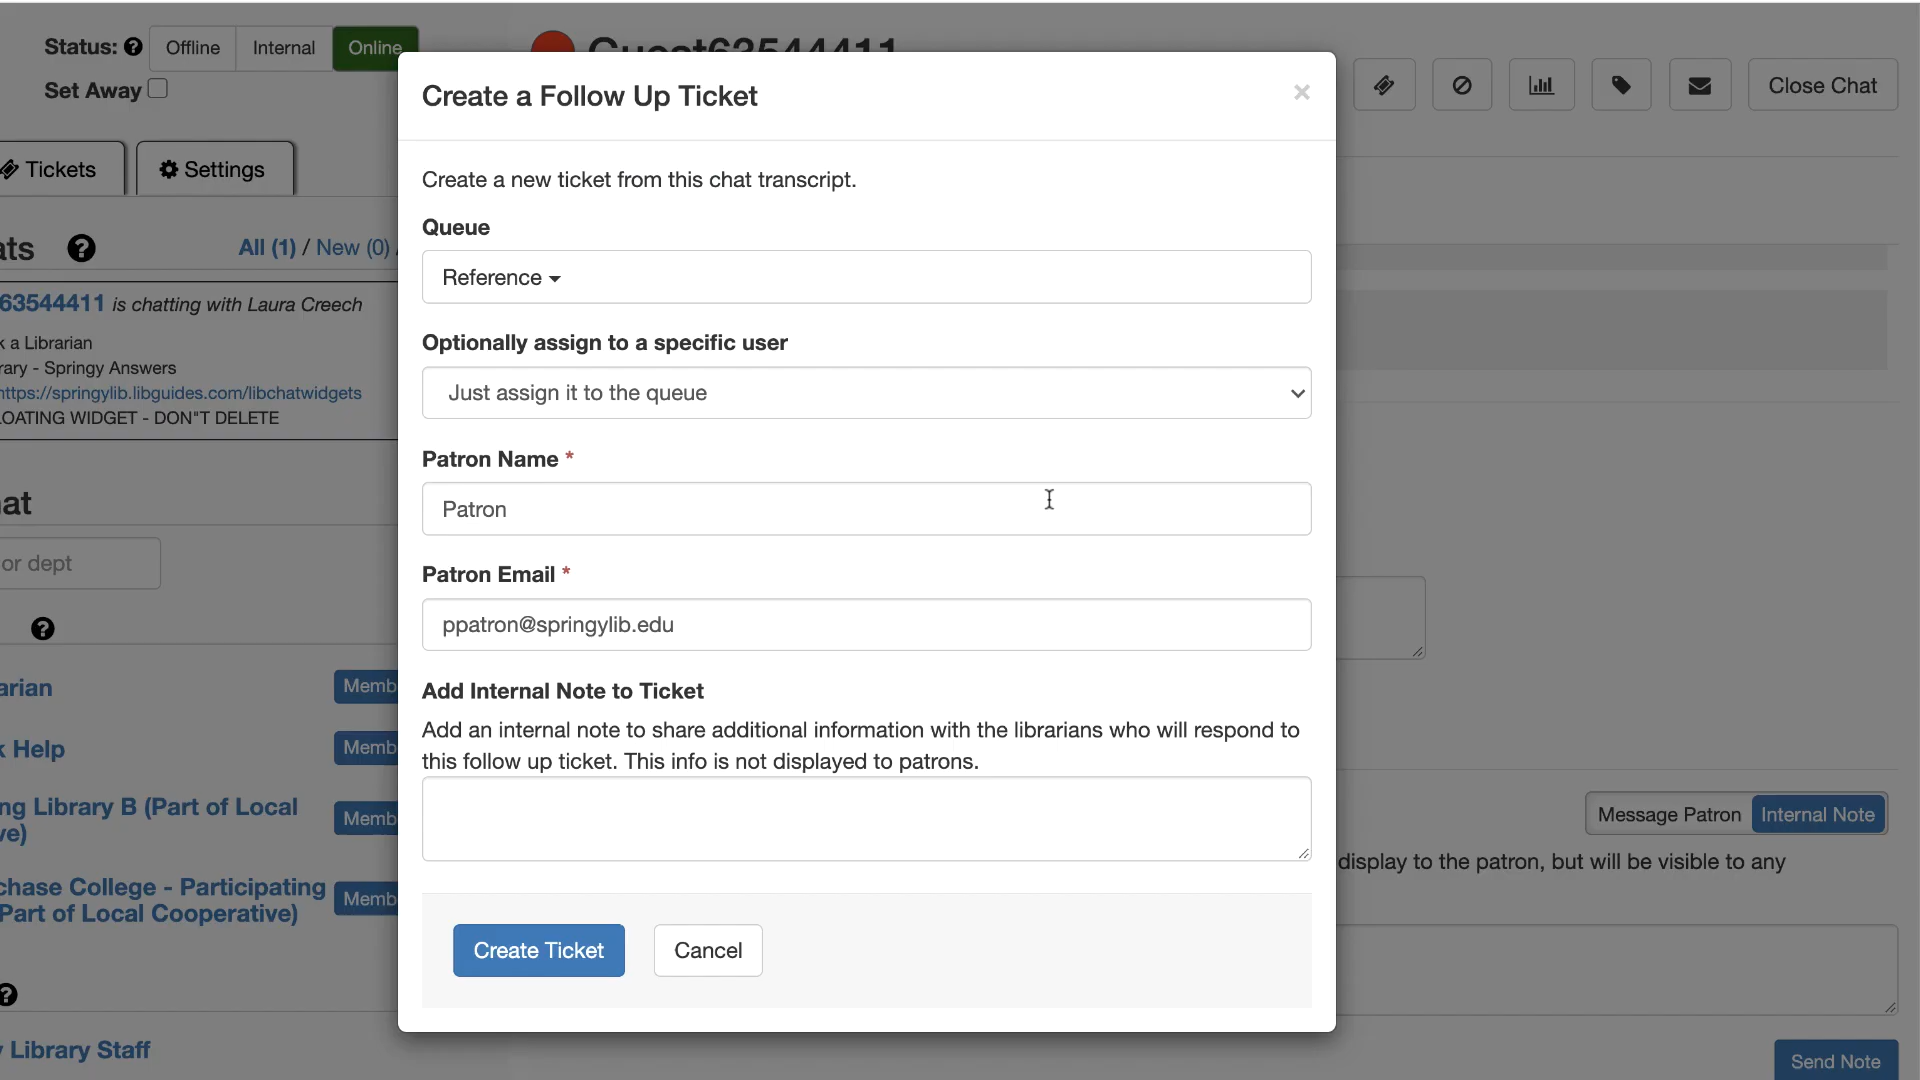 Status:
Offline
Internal
Online
Set Away
Tickets
Settings
ats
All (1) / New (0)
63544411 is chatting with Laura Creech
k a Librarian
rary - Springy Answers
https://springylib.libguides.com/libchatwidgets
LOATING WIDGET - DON"T DELETE
hat
or dept
arian
Memb
k Help
Memb
ng Library B (Part of Local
ve)
Memb
chase College - Participating
Part of Local Cooperative)
Memb
y Library Staff
Guest63544411
Close Chat
Create a Follow Up Ticket
×
Create a new ticket from this chat transcript.
Queue
Reference
Optionally assign to a specific user
Just assign it to the queue
Patron Name *
Patron
Patron Email *
ppatron@springylib.edu
Add Internal Note to Ticket
Add an internal note to share additional information with the librarians who will respond to
this follow up ticket. This info is not displayed to patrons.
Create Ticket
Cancel
Message Patron
Internal Note
display to the patron, but will be visible to any
Send Note